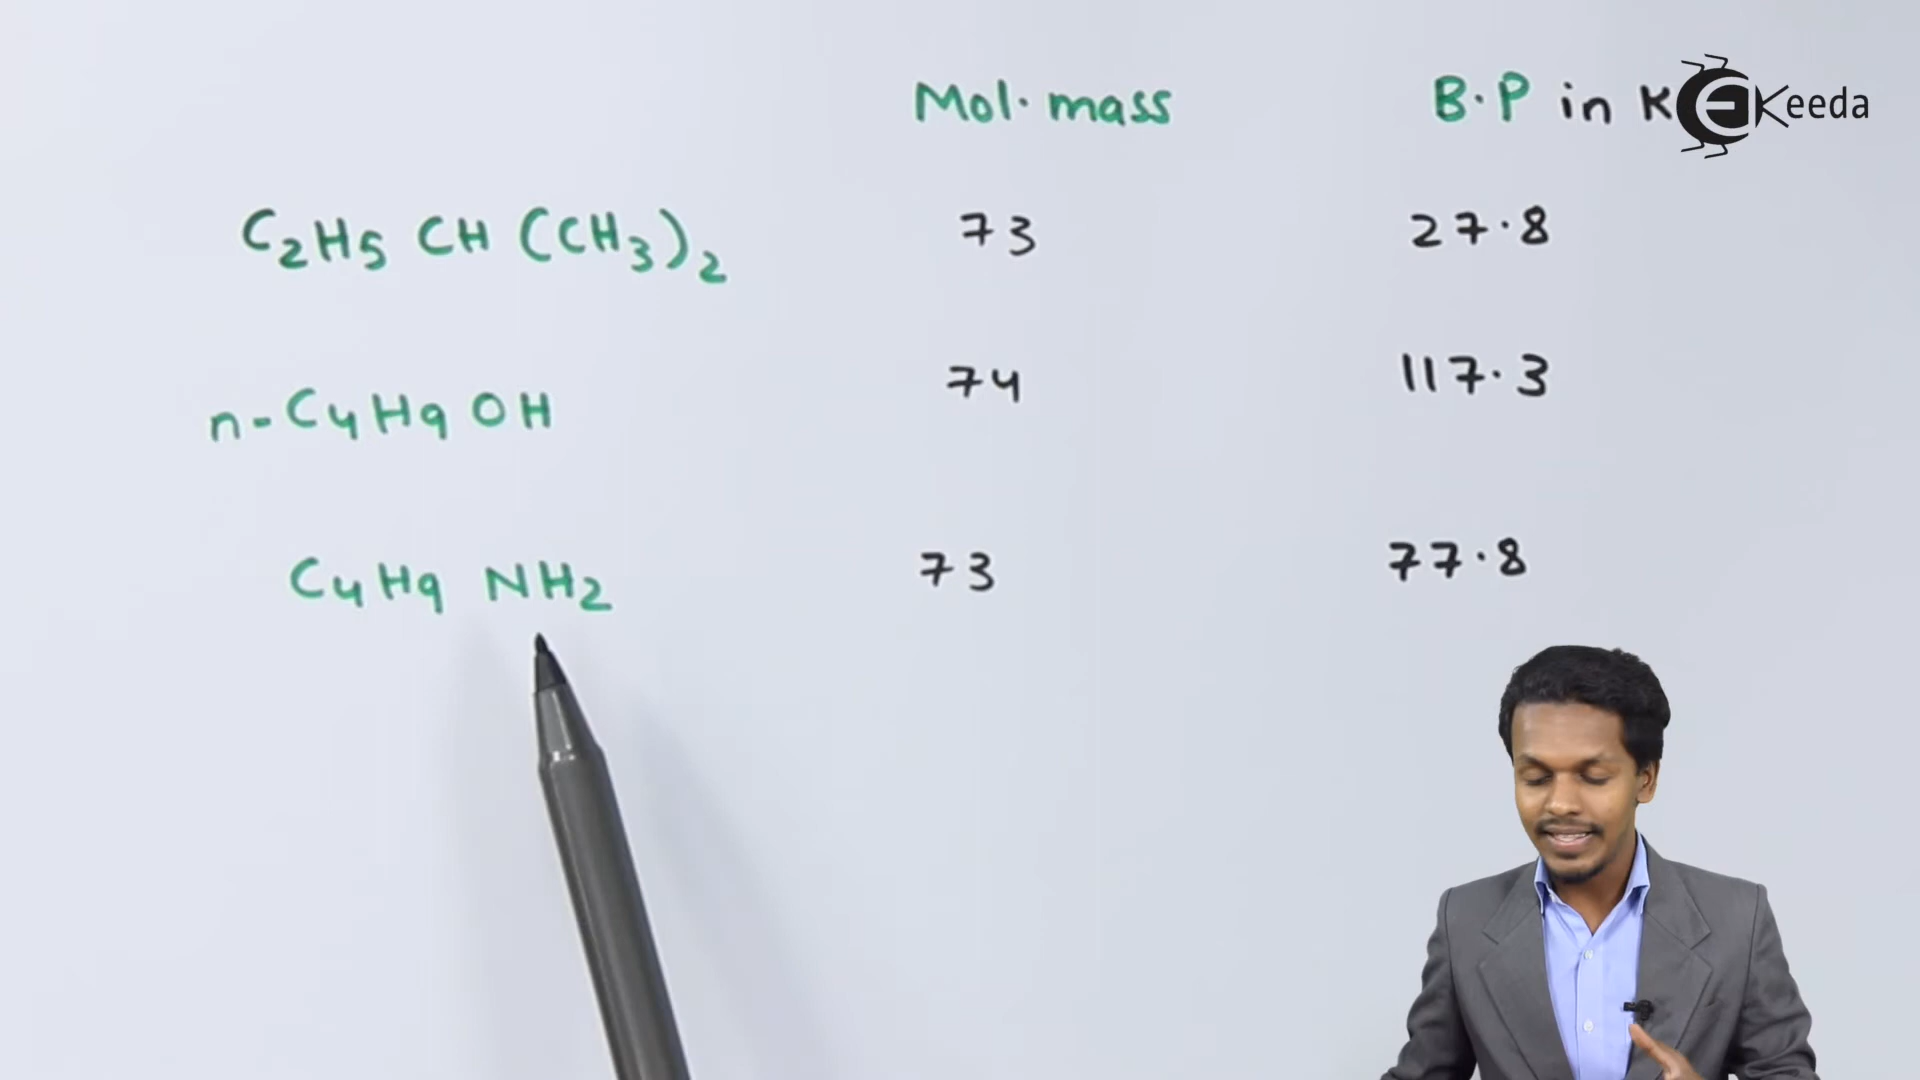 Mol. mass B.P in K
Keeda
C2H5 CH (CH3)2 73 27.8
n-C4H9 OH 74 117.3
C4H9 NH2 73 77.8